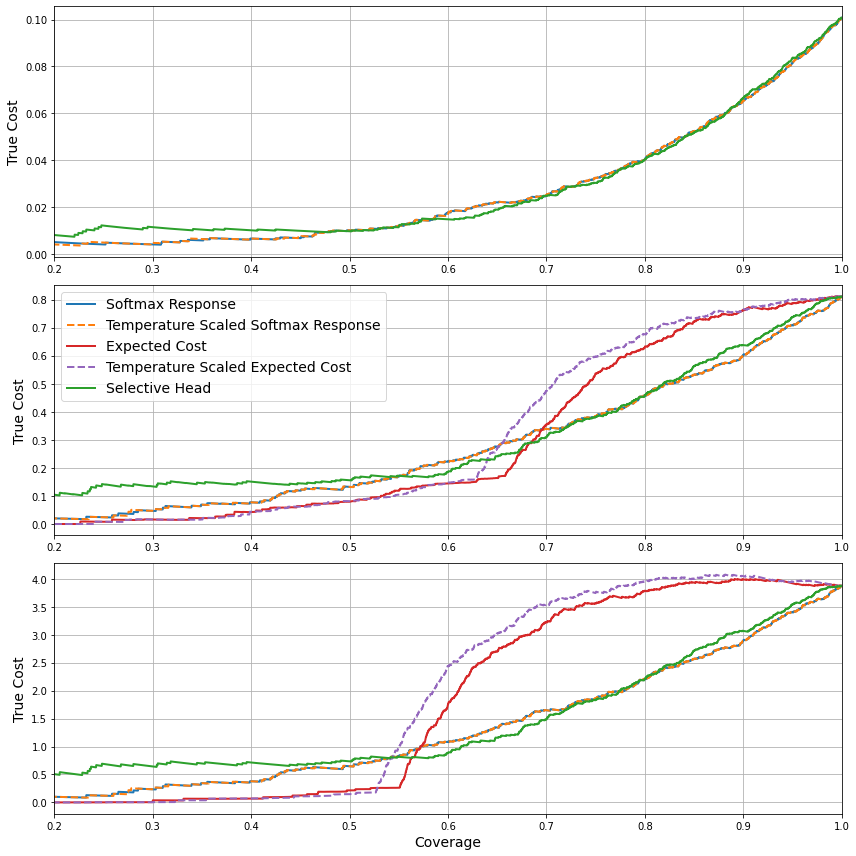 True Cost
0.10
0.08
0.06
0.04
0.02
0.00
0.2 0.3 0.4 0.5 0.6 0.7 0.8 0.9 1.0
True Cost
0.8
0.7
0.6
0.5
0.4
0.3
0.2
0.1
0.0
Softmax Response
Temperature Scaled Softmax Response
Expected Cost
Temperature Scaled Expected Cost
Selective Head
0.2 0.3 0.4 0.5 0.6 0.7 0.8 0.9 1.0
True Cost
4.0
3.5
3.0
2.5
2.0
1.5
1.0
0.5
0.0
0.2 0.3 0.4 0.5 0.6 0.7 0.8 0.9 1.0
Coverage